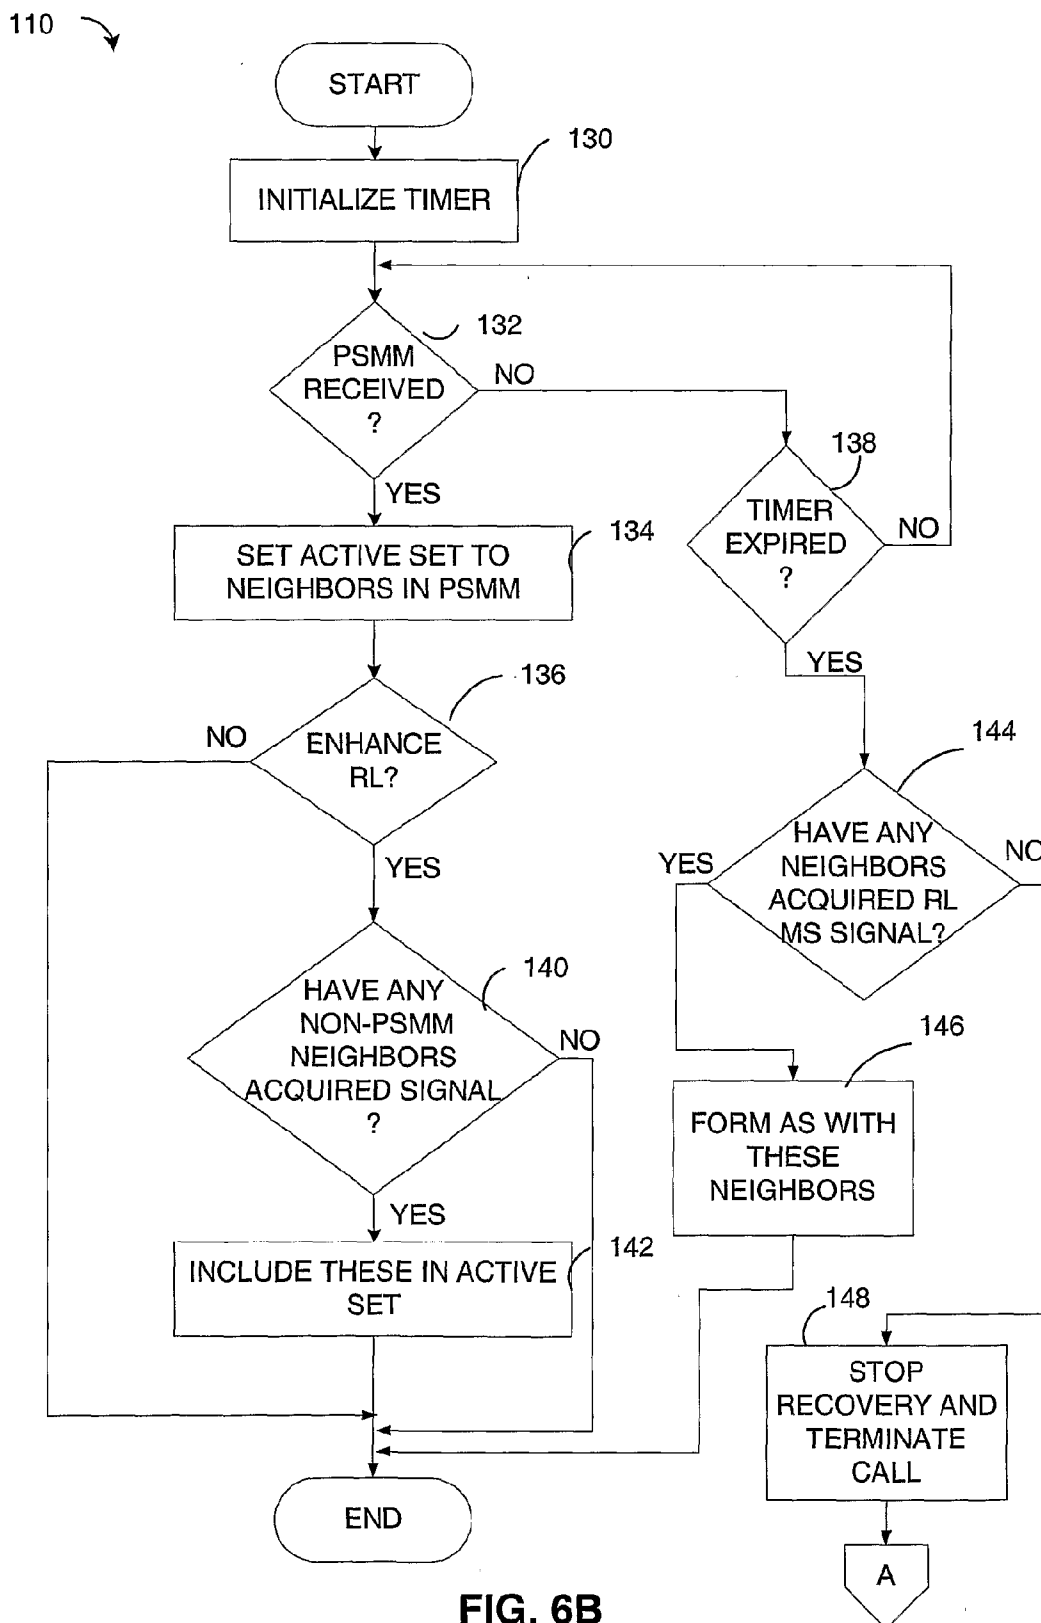 110
START
130
INITIALIZE TIMER
132
PSMM
RECEIVED
?
NO
138
TIMER
EXPIRED
?
NO
YES
134
SET ACTIVE SET TO
NEIGHBORS IN PSMM
YES
136
NO
ENHANCE
RL?
144
HAVE ANY
NEIGHBORS
ACQUIRED RL
MS SIGNAL?
YES
NO
YES
140
HAVE ANY
NON-PSMM
NEIGHBORS
ACQUIRED SIGNAL
?
NO
146
FORM AS WITH
THESE
NEIGHBORS
YES
142
INCLUDE THESE IN ACTIVE
SET
148
STOP
RECOVERY AND
TERMINATE
CALL
END
A
FIG. 6B